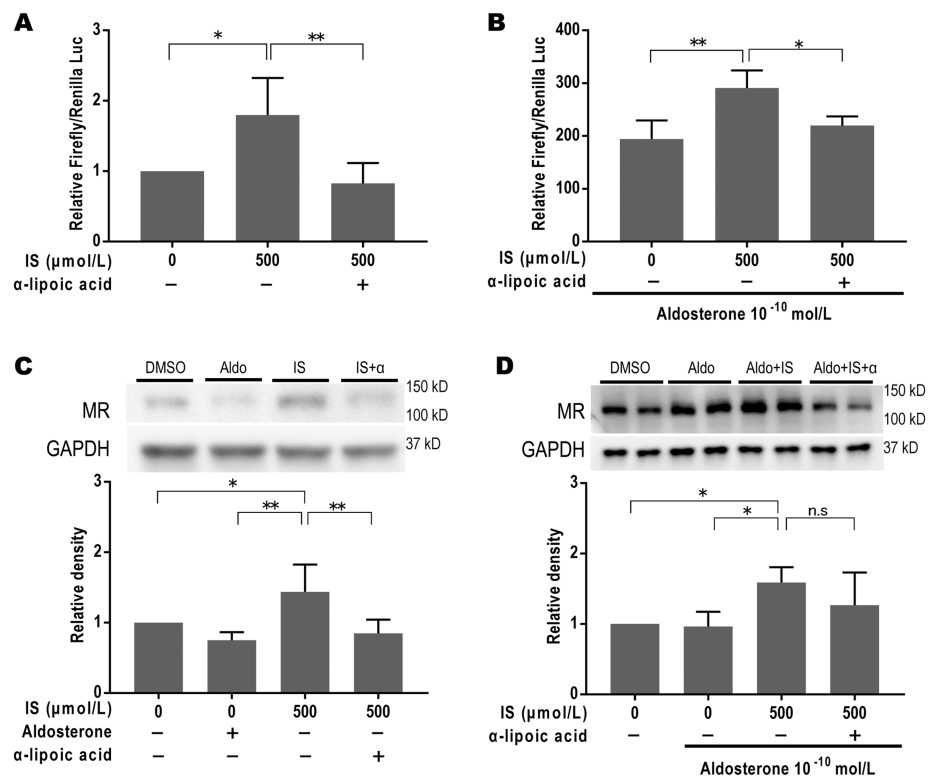 A
Relative Firefly/Renilla Luc
3
2
1
0
* **
IS (μmol/L) 0 500 500
α-lipoic acid − − +
B
Relative Firefly/Renilla Luc
400
300
200
100
0
** *
IS (μmol/L) 0 500 500
α-lipoic acid − − +
Aldosterone 10⁻¹⁰ mol/L
C
DMSO Aldo IS IS+α
150 kD
MR
100 kD
GAPDH 37 kD
Relative density
3
2
1
0
*
** **
IS (μmol/L) 0 0 500 500
Aldosterone − + − −
α-lipoic acid − − − +
D
DMSO Aldo Aldo+IS Aldo+IS+α
150 kD
MR
100 kD
GAPDH 37 kD
Relative density
3
2
1
0
*
* n.s
IS (μmol/L) 0 0 500 500
α-lipoic acid − − − +
Aldosterone 10⁻¹⁰ mol/L